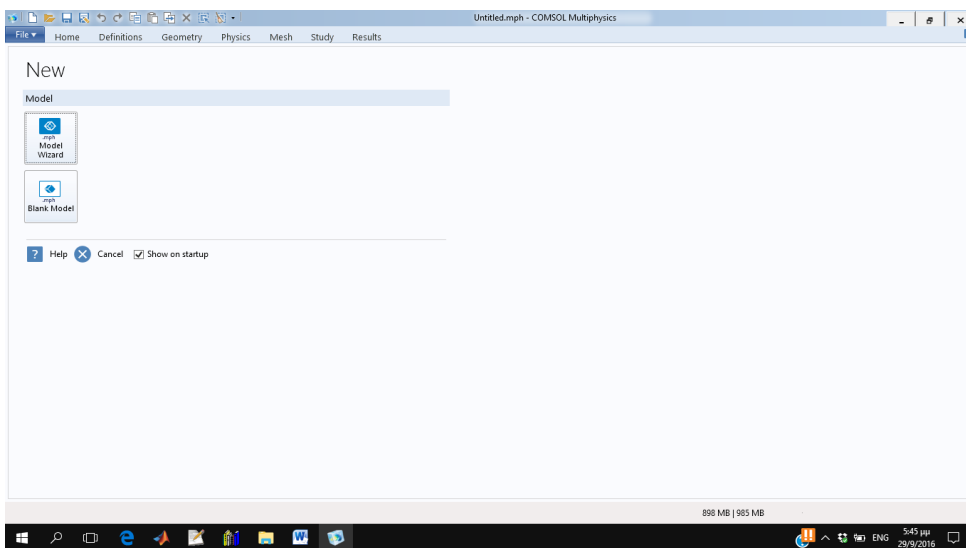 Untitled.mph - COMSOL Multiphysics
File Home Definitions Geometry Physics Mesh Study Results
New
Model
.mph
Model
Wizard
.mph
Blank Model
? Help Cancel Show on startup
898 MB | 985 MB
ENG 5:45 μμ
29/9/2016